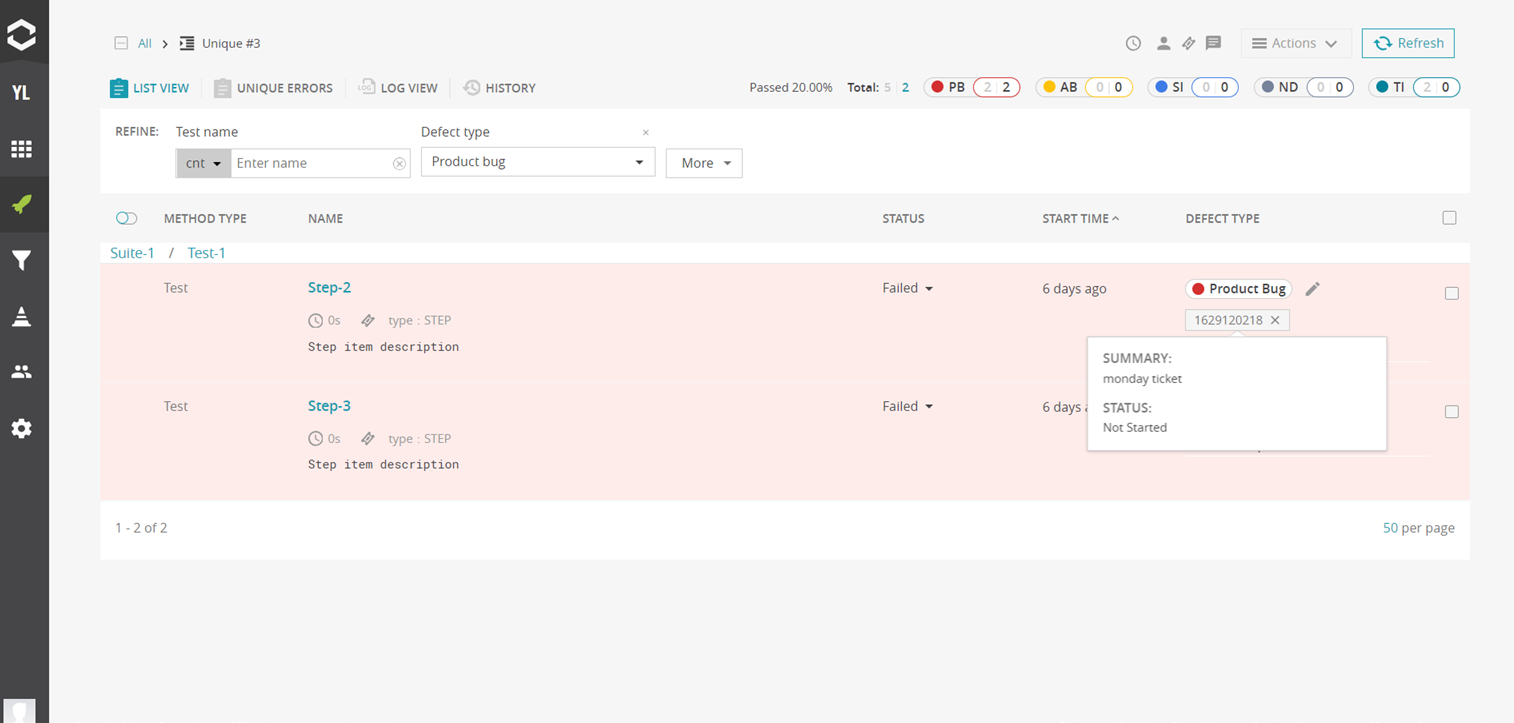 All > Unique #3
Actions
Refresh
YL
LIST VIEW
UNIQUE ERRORS
LOG
LOG VIEW
HISTORY
Passed 20.00% Total: 5 2 PB 2 2 AB 0 0 SI 0 0 ND 0 0 TI 2 0
REFINE: Test name Defect type ×
cnt Enter name Product bug More
METHOD TYPE NAME STATUS START TIME DEFECT TYPE
Suite-1 / Test-1
Test Step-2 Failed 6 days ago Product Bug
0s type : STEP 1629120218 ×
Step item description
SUMMARY:
monday ticket
STATUS:
Not Started
Test Step-3 Failed 6 days
0s type : STEP
Step item description
1 - 2 of 2 50 per page